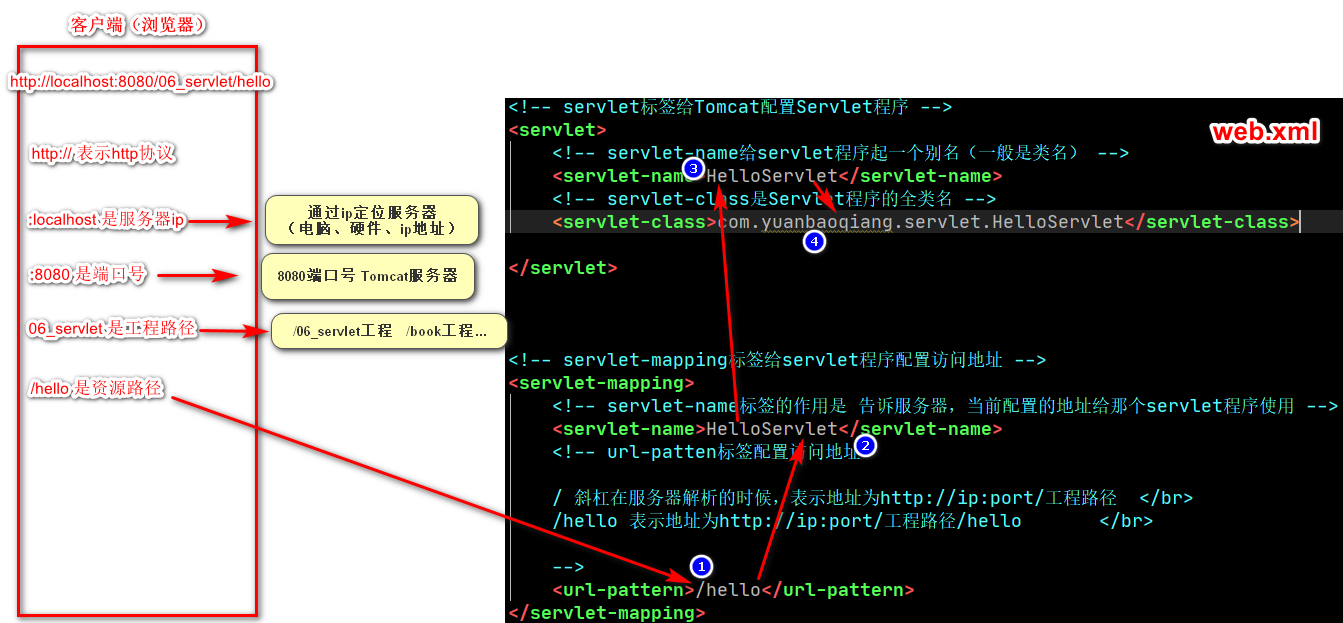 客户端（浏览器）
http://localhost:8080/06_servlet/hello
http:// 表示http协议
:localhost 是服务器ip
通过ip定位服务器
（电脑、硬件、ip地址）
:8080 是端口号
8080端口号 Tomcat服务器
06_servlet 是工程路径
/06_servlet工程 /book工程...
/hello 是资源路径
web.xml
<!-- servlet标签给Tomcat配置Servlet程序 -->
<servlet>
<!-- servlet-name给servlet程序起一个别名（一般是类名） -->
3
<servlet-name>HelloServlet</servlet-name>
<!-- servlet-class是Servlet程序的全类名 -->
<servlet-class>com.yuanbaoqiang.servlet.HelloServlet</servlet-class>
4
</servlet>
<!-- servlet-mapping标签给servlet程序配置访问地址 -->
<servlet-mapping>
<!-- servlet-name标签的作用是 告诉服务器，当前配置的地址给那个servlet程序使用 -->
<servlet-name>HelloServlet</servlet-name>
2
<!-- url-patten标签配置访问地址
/ 斜杠在服务器解析的时候，表示地址为http://ip:port/工程路径 </br>
/hello 表示地址为http://ip:port/工程路径/hello </br>
-->
1
<url-pattern>/hello</url-pattern>
</servlet-mapping>